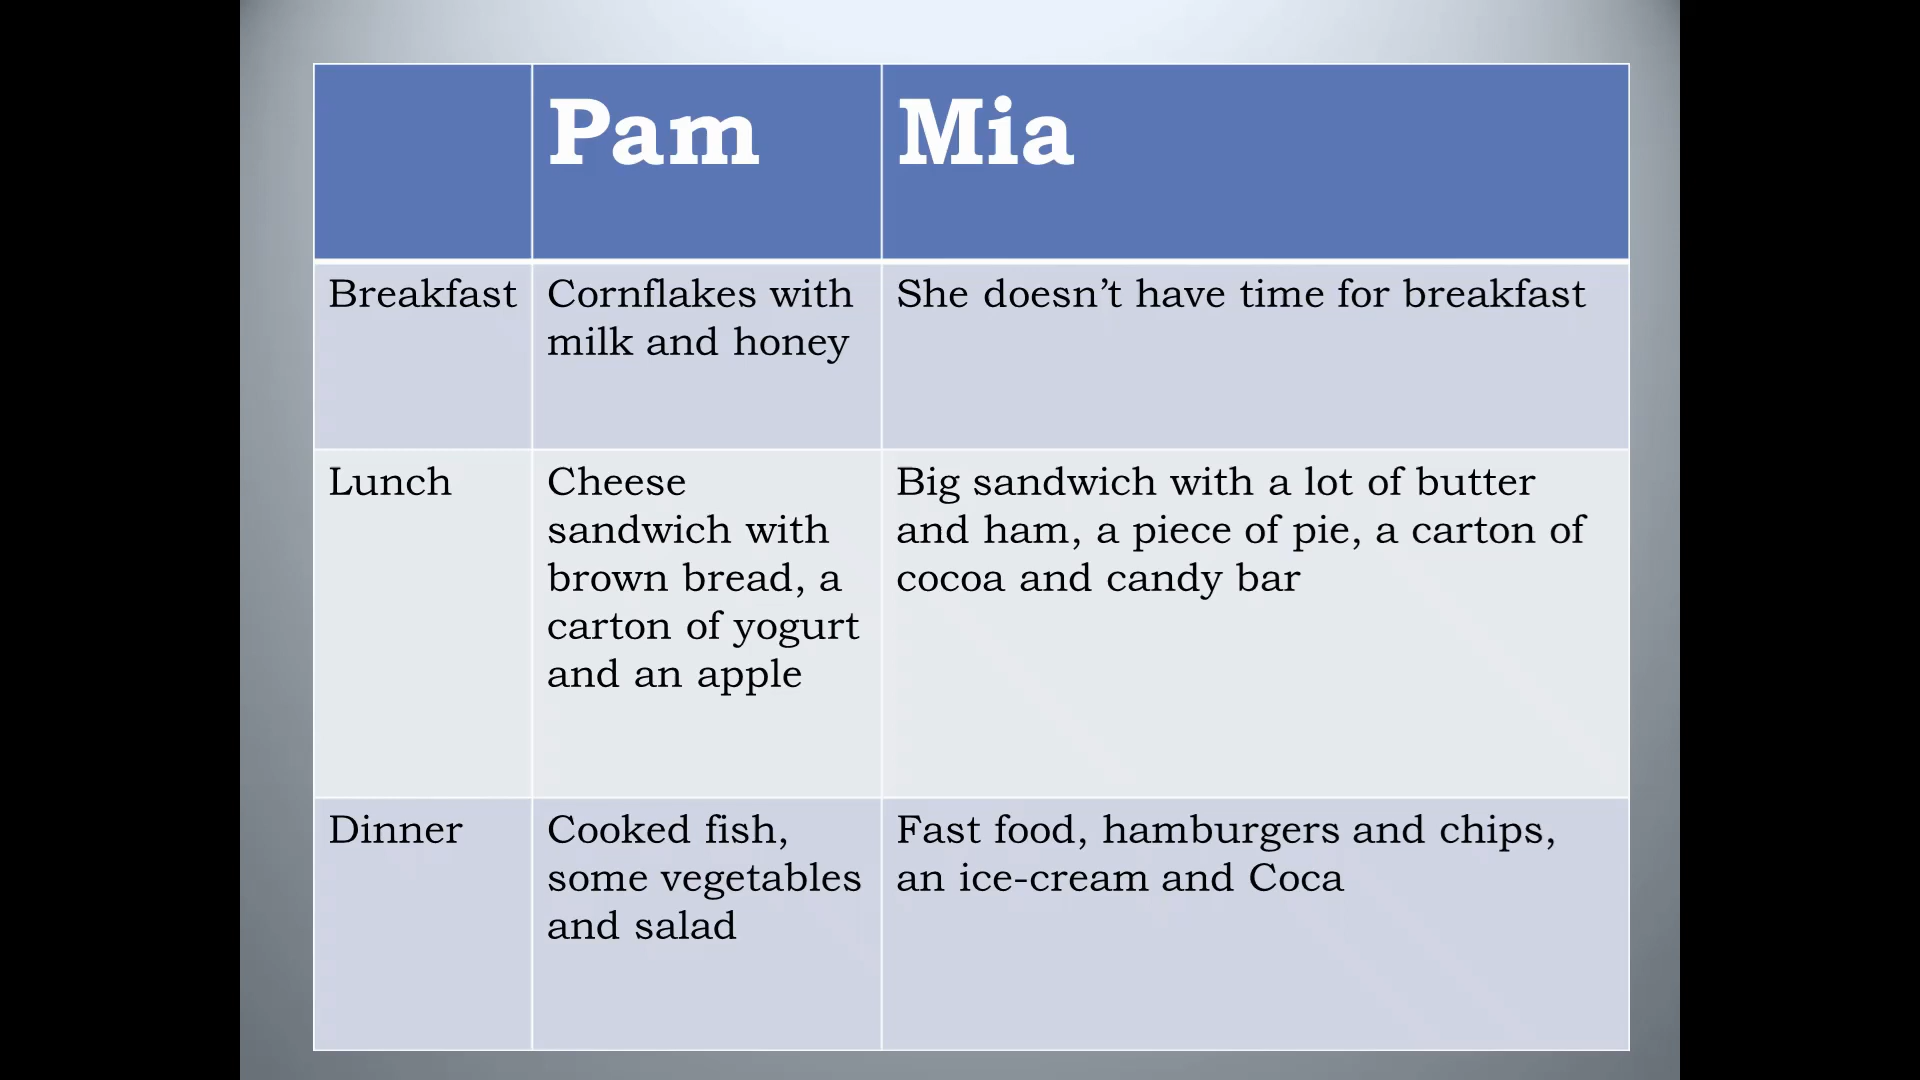 Pam
Mia
Breakfast
Cornflakes with
milk and honey
She doesn’t have time for breakfast
Lunch
Cheese
sandwich with
brown bread, a
carton of yogurt
and an apple
Big sandwich with a lot of butter
and ham, a piece of pie, a carton of
cocoa and candy bar
Dinner
Cooked fish,
some vegetables
and salad
Fast food, hamburgers and chips,
an ice-cream and Coca